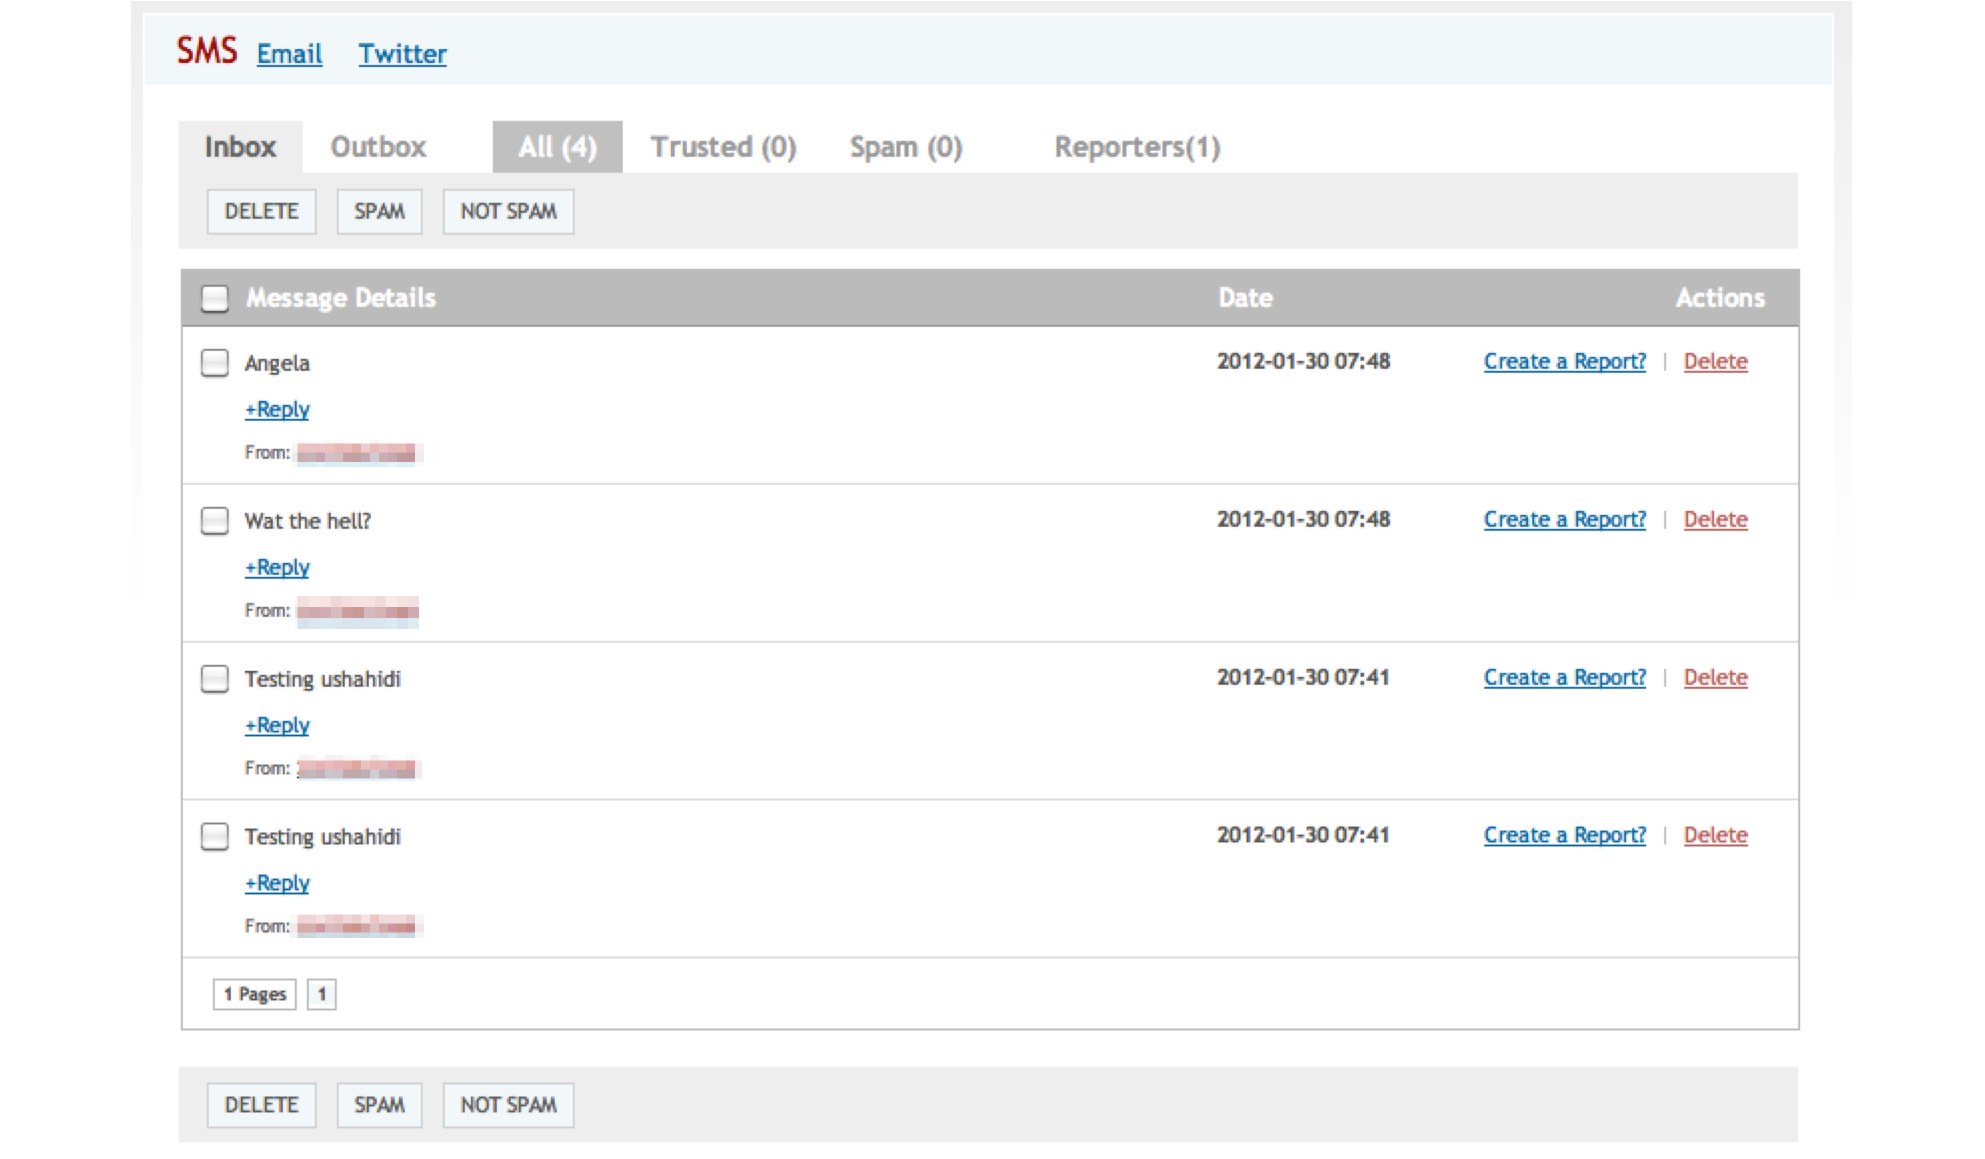 SMS Email Twitter
Inbox Outbox All (4) Trusted (0) Spam (0) Reporters(1)
DELETE SPAM NOT SPAM
Message Details Date Actions
Angela 2012-01-30 07:48 Create a Report? | Delete
+Reply
From:
Wat the hell? 2012-01-30 07:48 Create a Report? | Delete
+Reply
From:
Testing ushahidi 2012-01-30 07:41 Create a Report? | Delete
+Reply
From:
Testing ushahidi 2012-01-30 07:41 Create a Report? | Delete
+Reply
From:
1 Pages 1
DELETE SPAM NOT SPAM